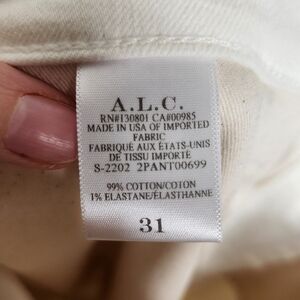 A.L.C.
RN#130801 CA#00985
MADE IN USA OF IMPORTED
FABRIC
FABRIQUÉ AUX ÉTATS-UNIS
DE TISSU IMPORTÉ
S-2202 2PANT00699
99% COTTON/COTON
1% ELASTANE/ÉLASTHANNE
31